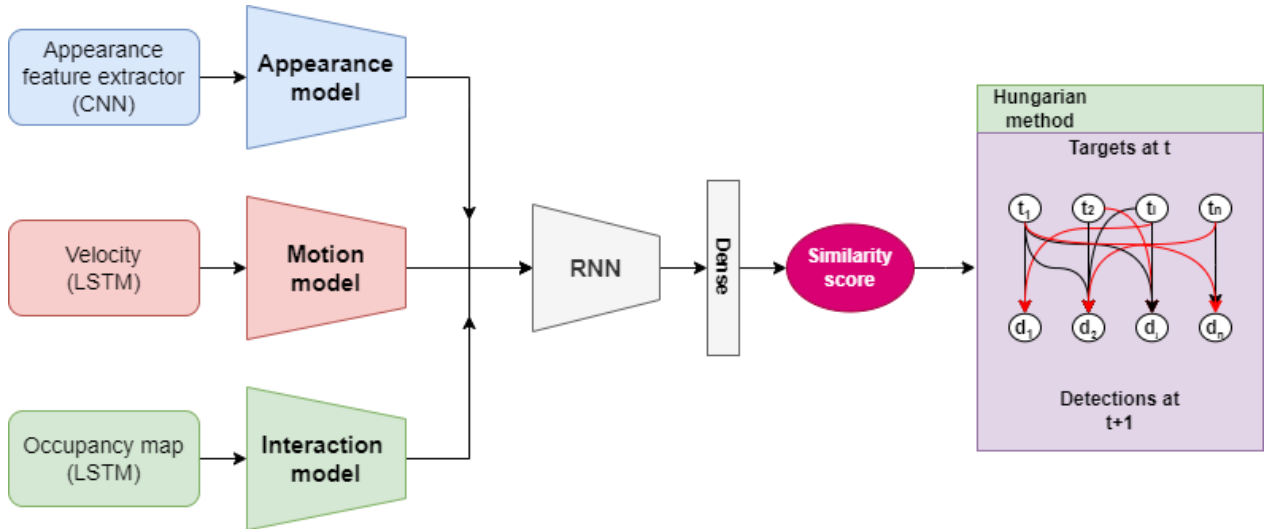 Appearance
feature extractor
(CNN)
Appearance
model
Velocity
(LSTM)
Motion
model
Occupancy map
(LSTM)
Interaction
model
RNN
Dense
Similarity
score
Hungarian
method
Targets at t
t1 t2 ti tn
d1 d2 di dn
Detections at
t+1